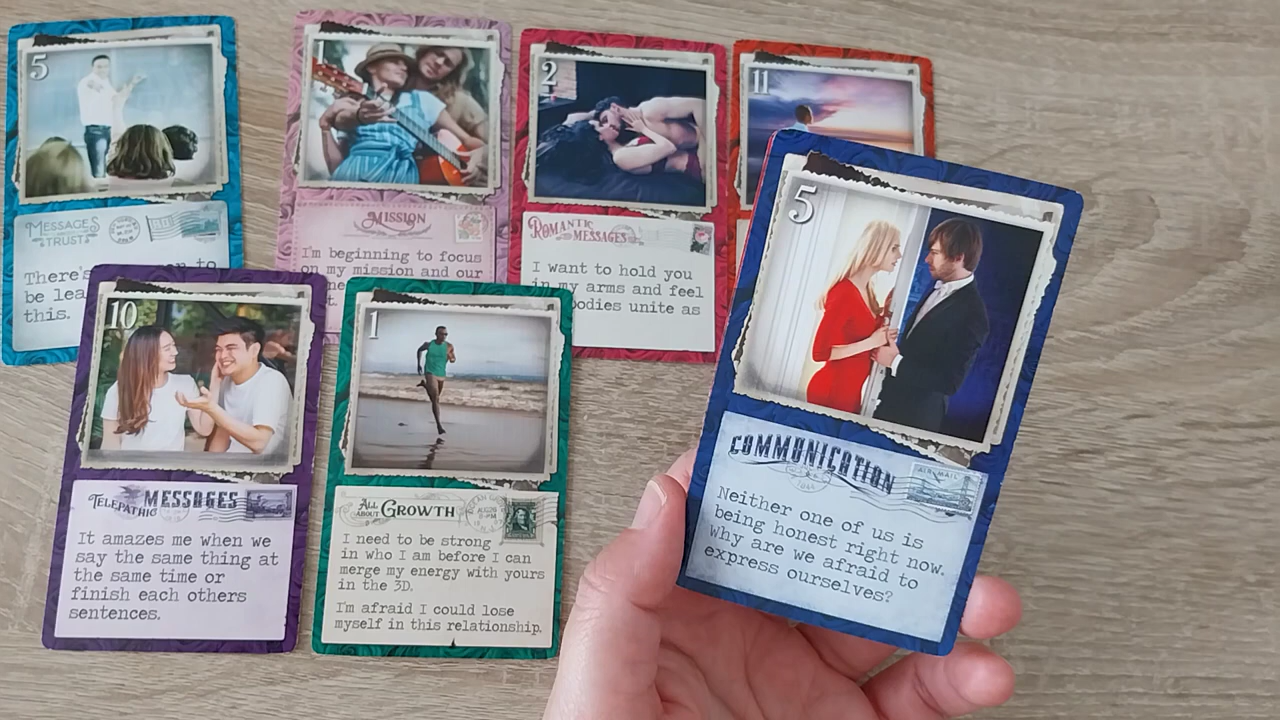 5
MESSAGES
TRUST
There's
to
be lea
this.
1
MISSION
I'm beginning to focus
on my mission and our
2
ROMANTIC
MESSAGES
I want to hold you
in my arms and feel
bodies unite as
11
10
TELEPATHIC MESSAGES
It amazes me when we
say the same thing at
the same time or
finish each others
sentences.
1
ALL ABOUT GROWTH
I need to be strong
in who I am before I can
merge my energy with yours
in the 3D.
I'm afraid I could lose
myself in this relationship.
5
COMMUNICATION
AIR MAIL
Neither one of us is
being honest right now.
Why are we afraid to
express ourselves?